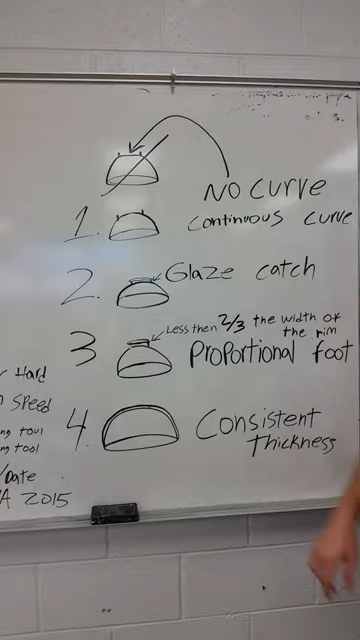 NO CURVE
1. Continuous curve
2. Glaze catch
Less then 2/3 the width of
the rim
3 Proportional foot
4. Consistent
Thickness
Hard
Speed
tool
tool
/Date
A 2015